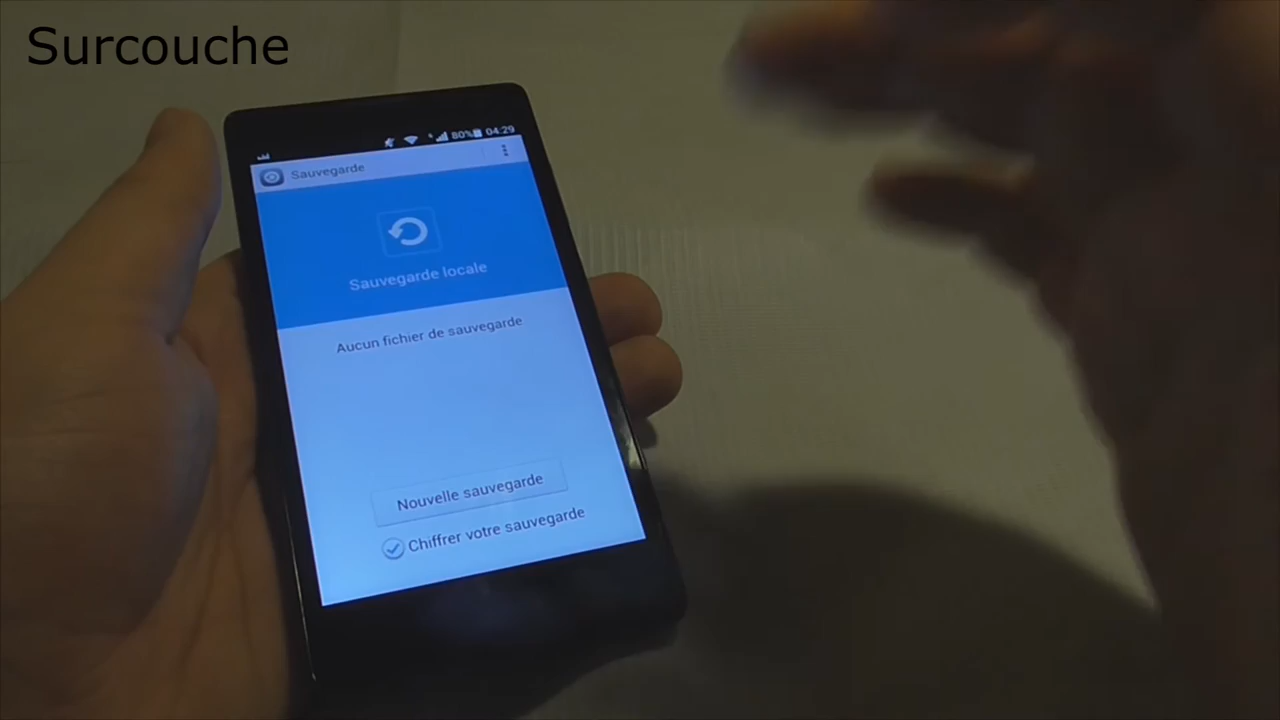 Surcouche
80% 04:29
Sauvegarde
Sauvegarde locale
Aucun fichier de sauvegarde
Nouvelle sauvegarde
Chiffrer votre sauvegarde